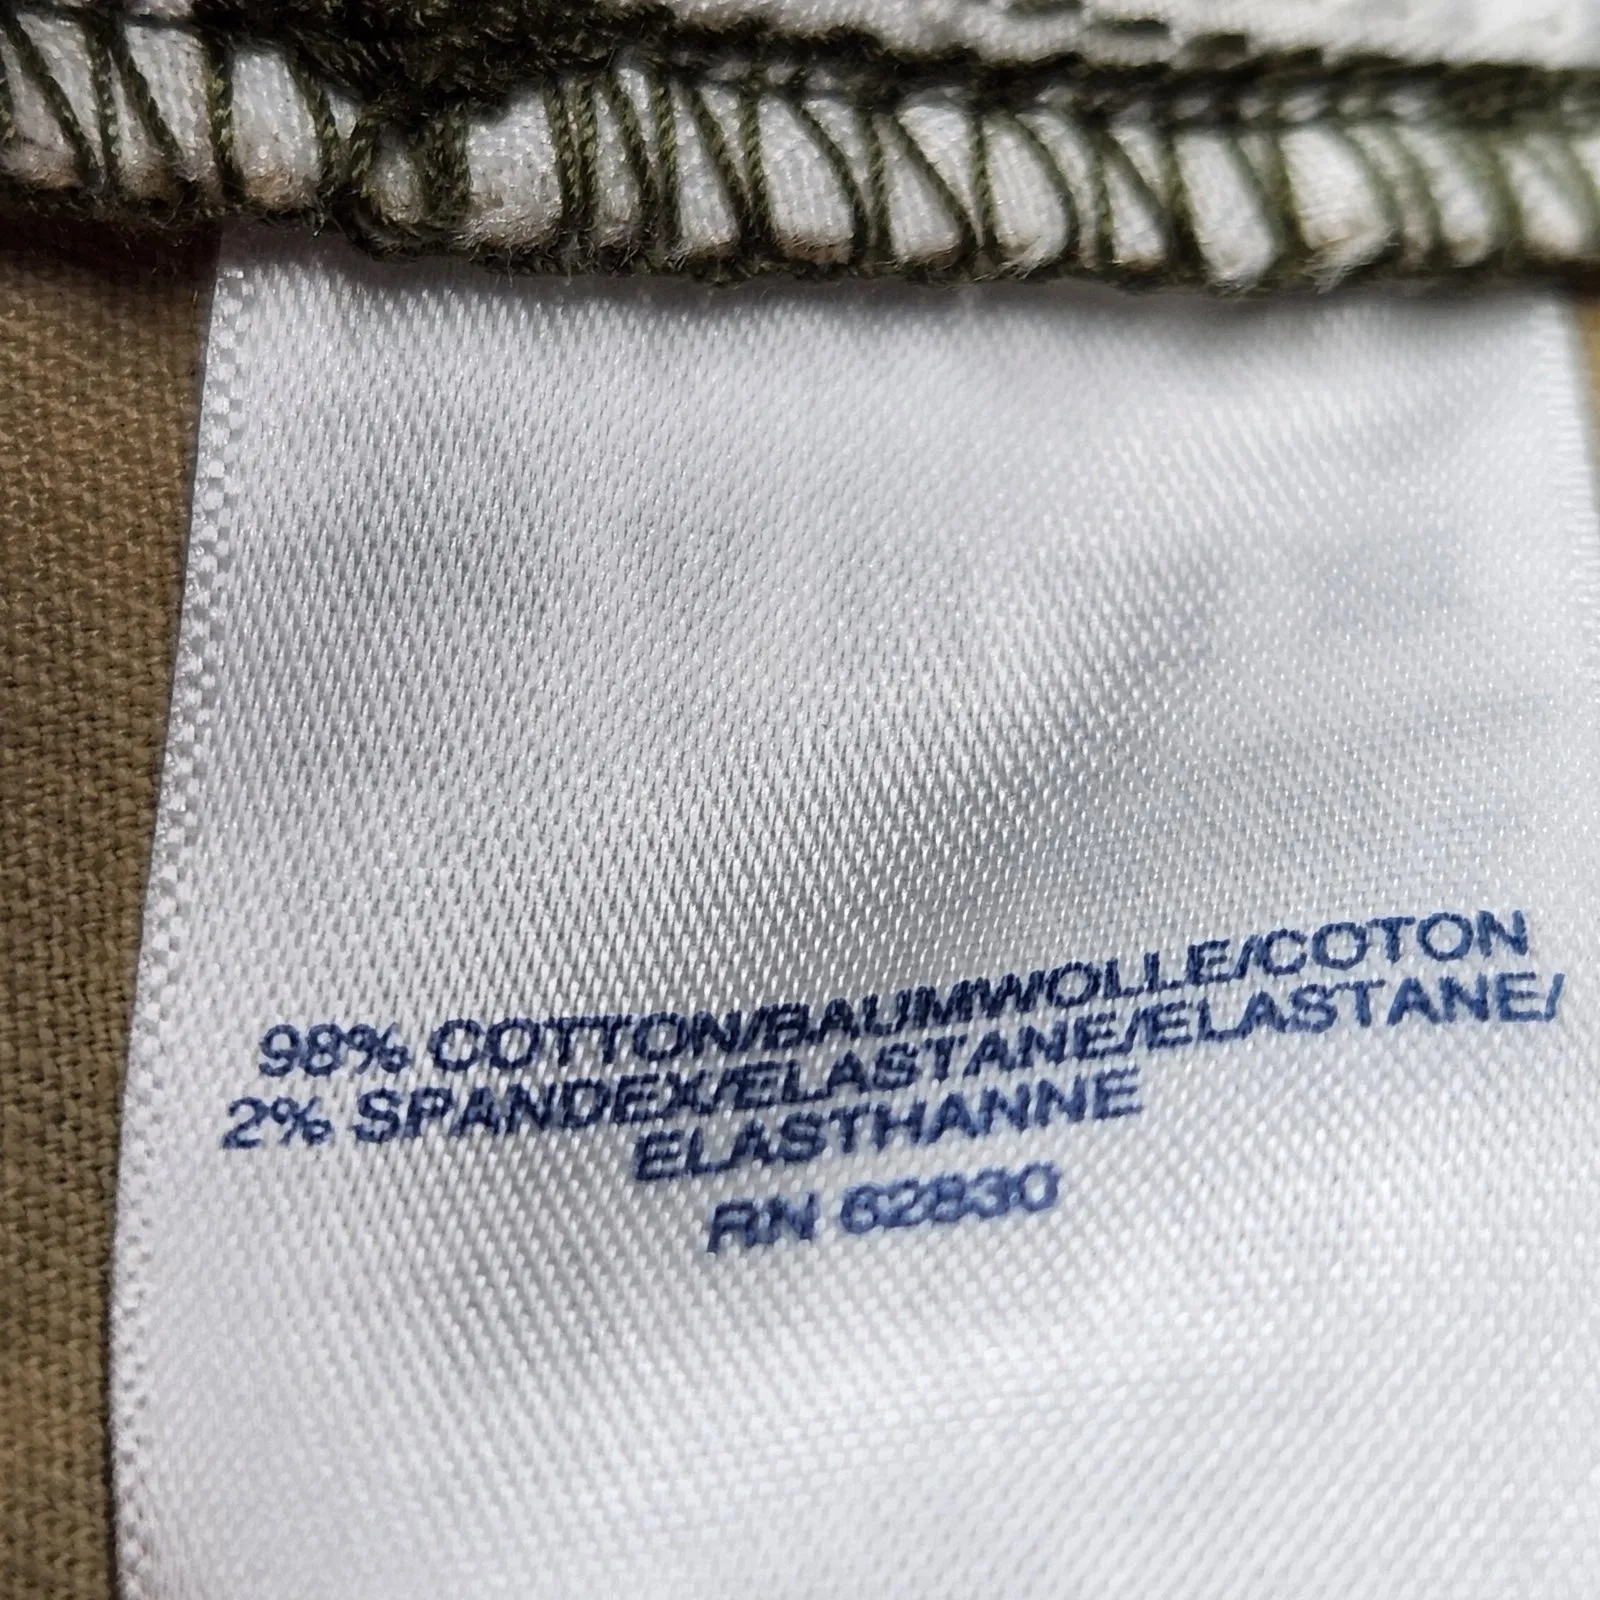 98% COTTON/BAUMWOLLE/COTON
2% SPANDEX/ELASTANE/ELASTANE/
ELASTHANNE
RN 62830